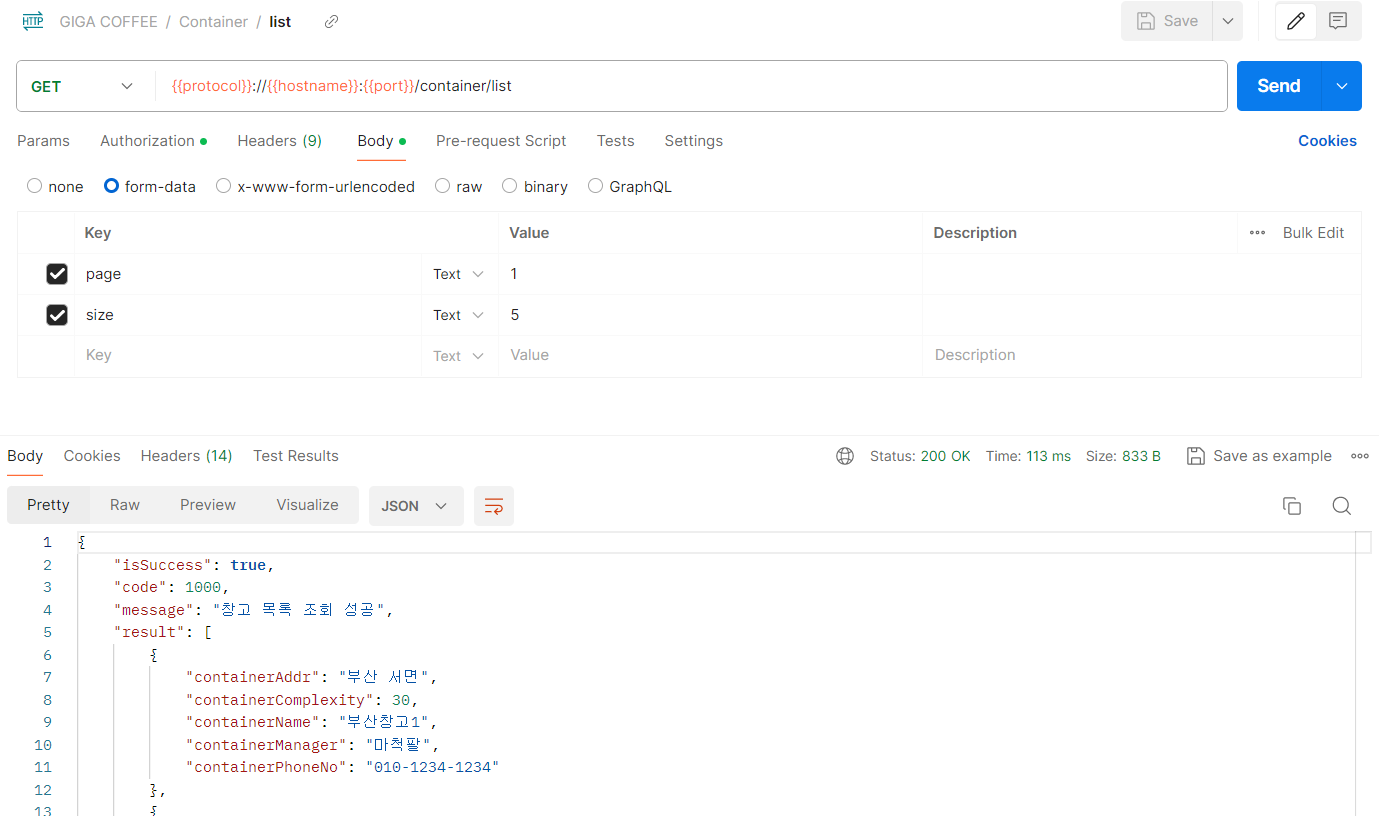 HTTP GIGA COFFEE / Container / list Save
GET {{protocol}}://{{hostname}}:{{port}}/container/list Send
Params Authorization Headers (9) Body Pre-request Script Tests Settings Cookies
none form-data x-www-form-urlencoded raw binary GraphQL
Key Value Description Bulk Edit
page Text 1
size Text 5
Key Text Value Description
Body Cookies Headers (14) Test Results Status: 200 OK Time: 113 ms Size: 833 B Save as example
Pretty Raw Preview Visualize JSON
1 {
2 "isSuccess": true,
3 "code": 1000,
4 "message": "창고 목록 조회 성공",
5 "result": [
6 {
7 "containerAddr": "부산 서면",
8 "containerComplexity": 30,
9 "containerName": "부산창고1",
10 "containerManager": "마척팔",
11 "containerPhoneNo": "010-1234-1234"
12 },
13 {